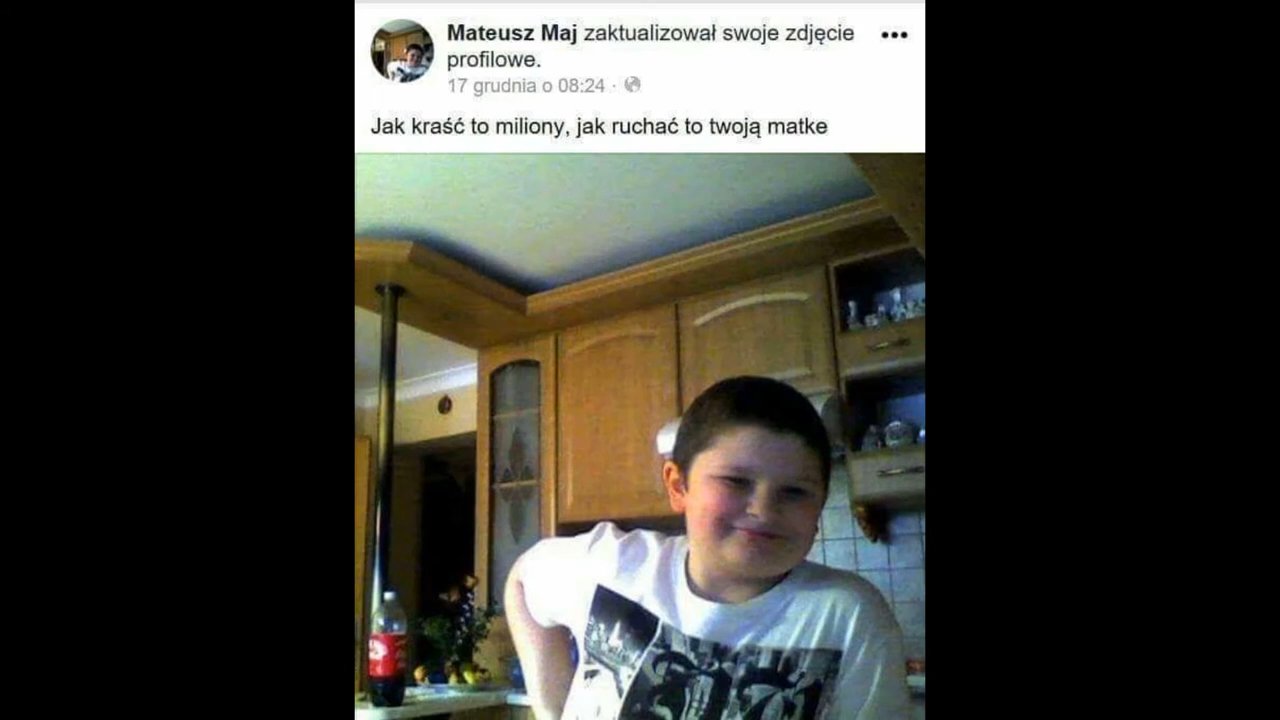 Mateusz Maj zaktualizował swoje zdjęcie
profilowe.
17 grudnia o 08:24 ·
Jak kraść to miliony, jak ruchać to twoją matke